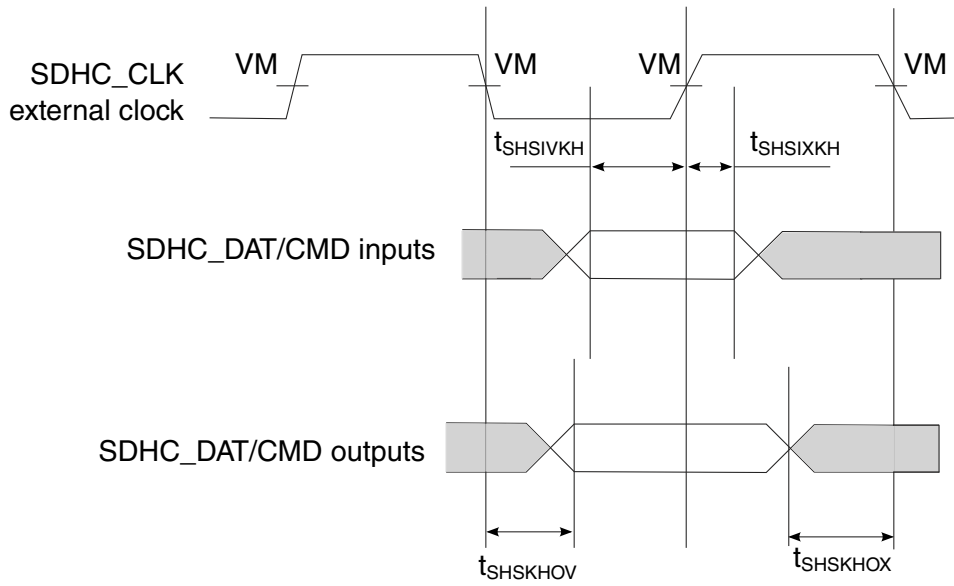 VM VM VM VM
SDHC_CLK
external clock
tSHSIVKH tSHSIXKH
SDHC_DAT/CMD inputs
SDHC_DAT/CMD outputs
tSHSKHOV tSHSKHOX